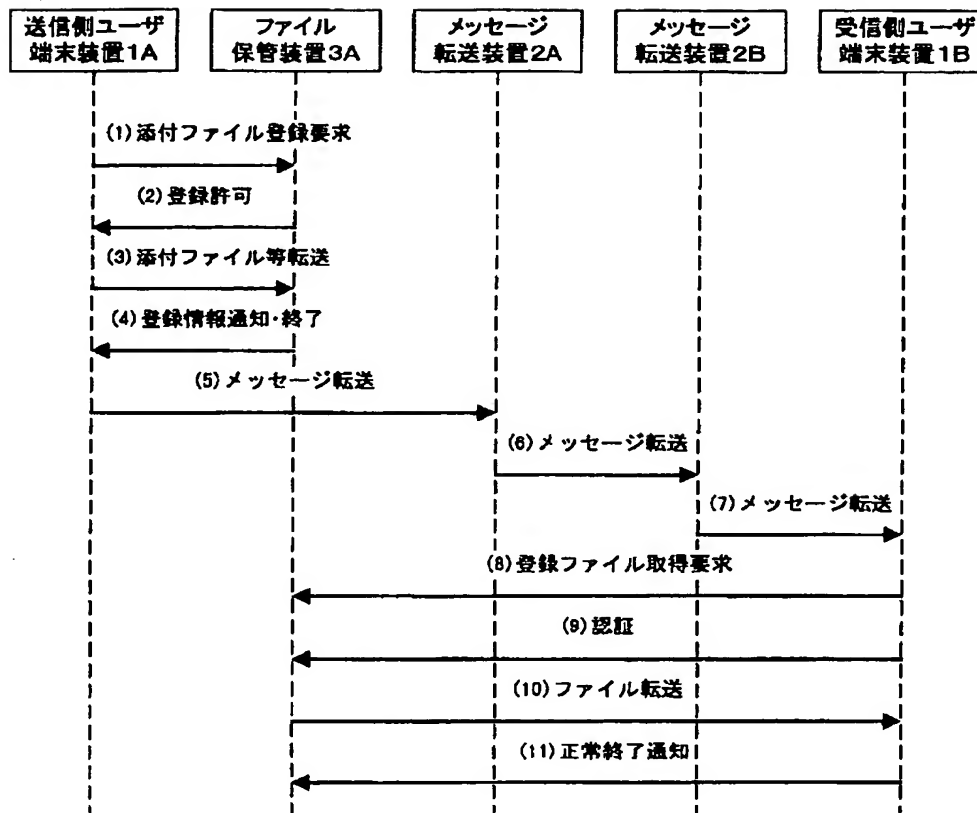 送信側ユーザ
端末装置1A
ファイル
保管装置3A
メッセージ
転送装置2A
メッセージ
転送装置2B
受信側ユーザ
端末装置1B
(1)添付ファイル登録要求
(2)登録許可
(3)添付ファイル等転送
(4)登録情報通知・終了
(5)メッセージ転送
(6)メッセージ転送
(7)メッセージ転送
(8)登録ファイル取得要求
(9)認証
(10)ファイル転送
(11)正常終了通知